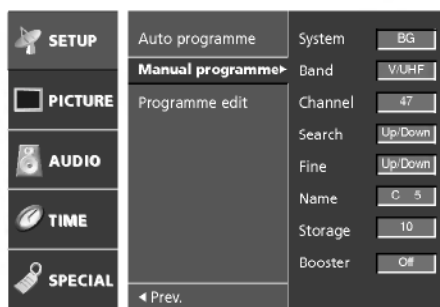 SETUP
PICTURE
AUDIO
TIME
SPECIAL
Auto programme
Manual programme▶
Programme edit
◀ Prev.
System BG
Band V/UHF
Channel 47
Search Up/Down
Fine Up/Down
Name C 5
Storage 10
Booster Off